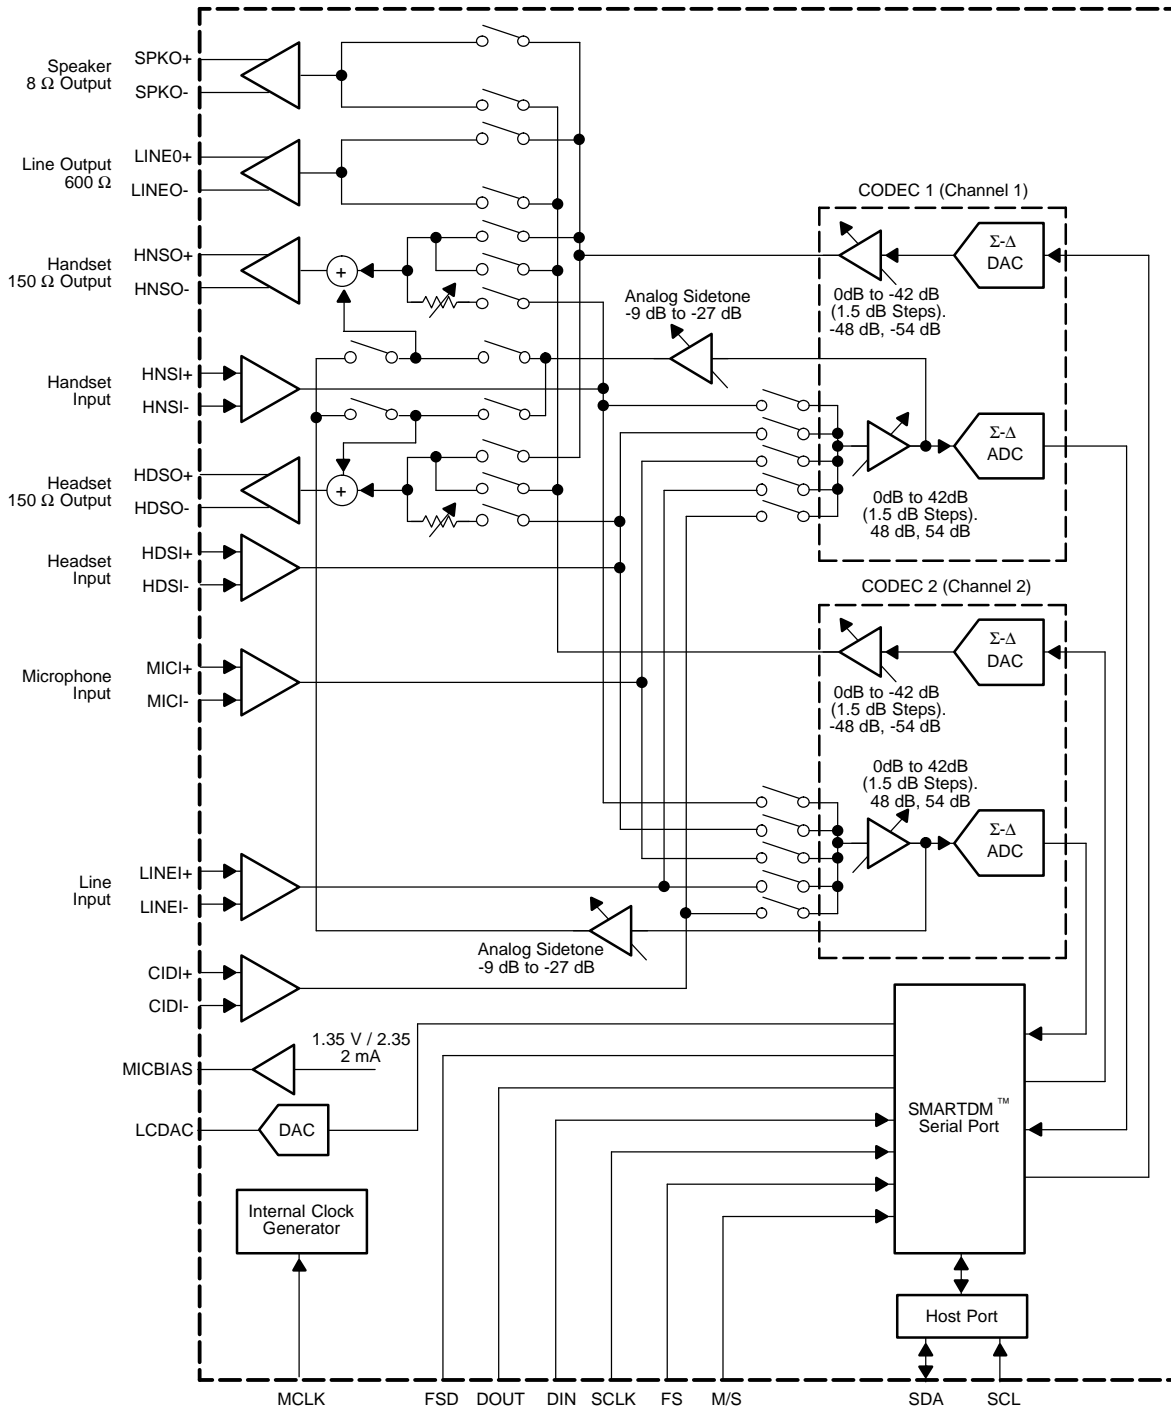 Speaker
8 Ω Output
SPKO+
SPKO-
Line Output
600 Ω
LINE0+
LINEO-
CODEC 1 (Channel 1)
Σ-Δ
DAC
0dB to -42 dB
(1.5 dB Steps).
-48 dB, -54 dB
Handset
150 Ω Output
HNSO+
HNSO-
+
Analog Sidetone
-9 dB to -27 dB
Handset
Input
HNSI+
HNSI-
Σ-Δ
ADC
0dB to 42dB
(1.5 dB Steps).
48 dB, 54 dB
Headset
150 Ω Output
HDSO+
HDSO-
+
Headset
Input
HDSI+
HDSI-
CODEC 2 (Channel 2)
Σ-Δ
DAC
0dB to -42 dB
(1.5 dB Steps).
-48 dB, -54 dB
Microphone
Input
MICI+
MICI-
0dB to 42dB
(1.5 dB Steps).
48 dB, 54 dB
Σ-Δ
ADC
Line
Input
LINEI+
LINEI-
Analog Sidetone
-9 dB to -27 dB
CIDI+
CIDI-
1.35 V / 2.35
2 mA
MICBIAS
LCDAC
DAC
SMARTDM™
Serial Port
Internal Clock
Generator
Host Port
MCLK
FSD
DOUT
DIN
SCLK
FS
M/S
SDA
SCL